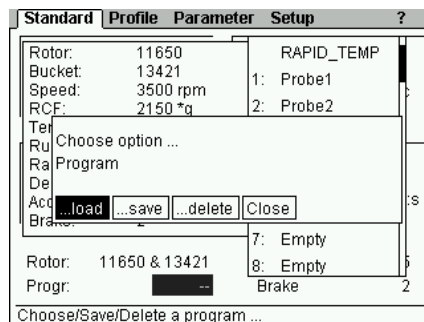 Standard Profile Parameter Setup ?
Rotor: 11650
Bucket: 13421
Speed: 3500 rpm
RCF: 2150 *g
RAPID_TEMP
1: Probe1
2: Probe2
Choose option ...
Program
...load ...save ...delete Close
7: Empty
8: Empty
Rotor: 11650 & 13421
Progr: --
Brake 2
Choose/Save/Delete a program ...